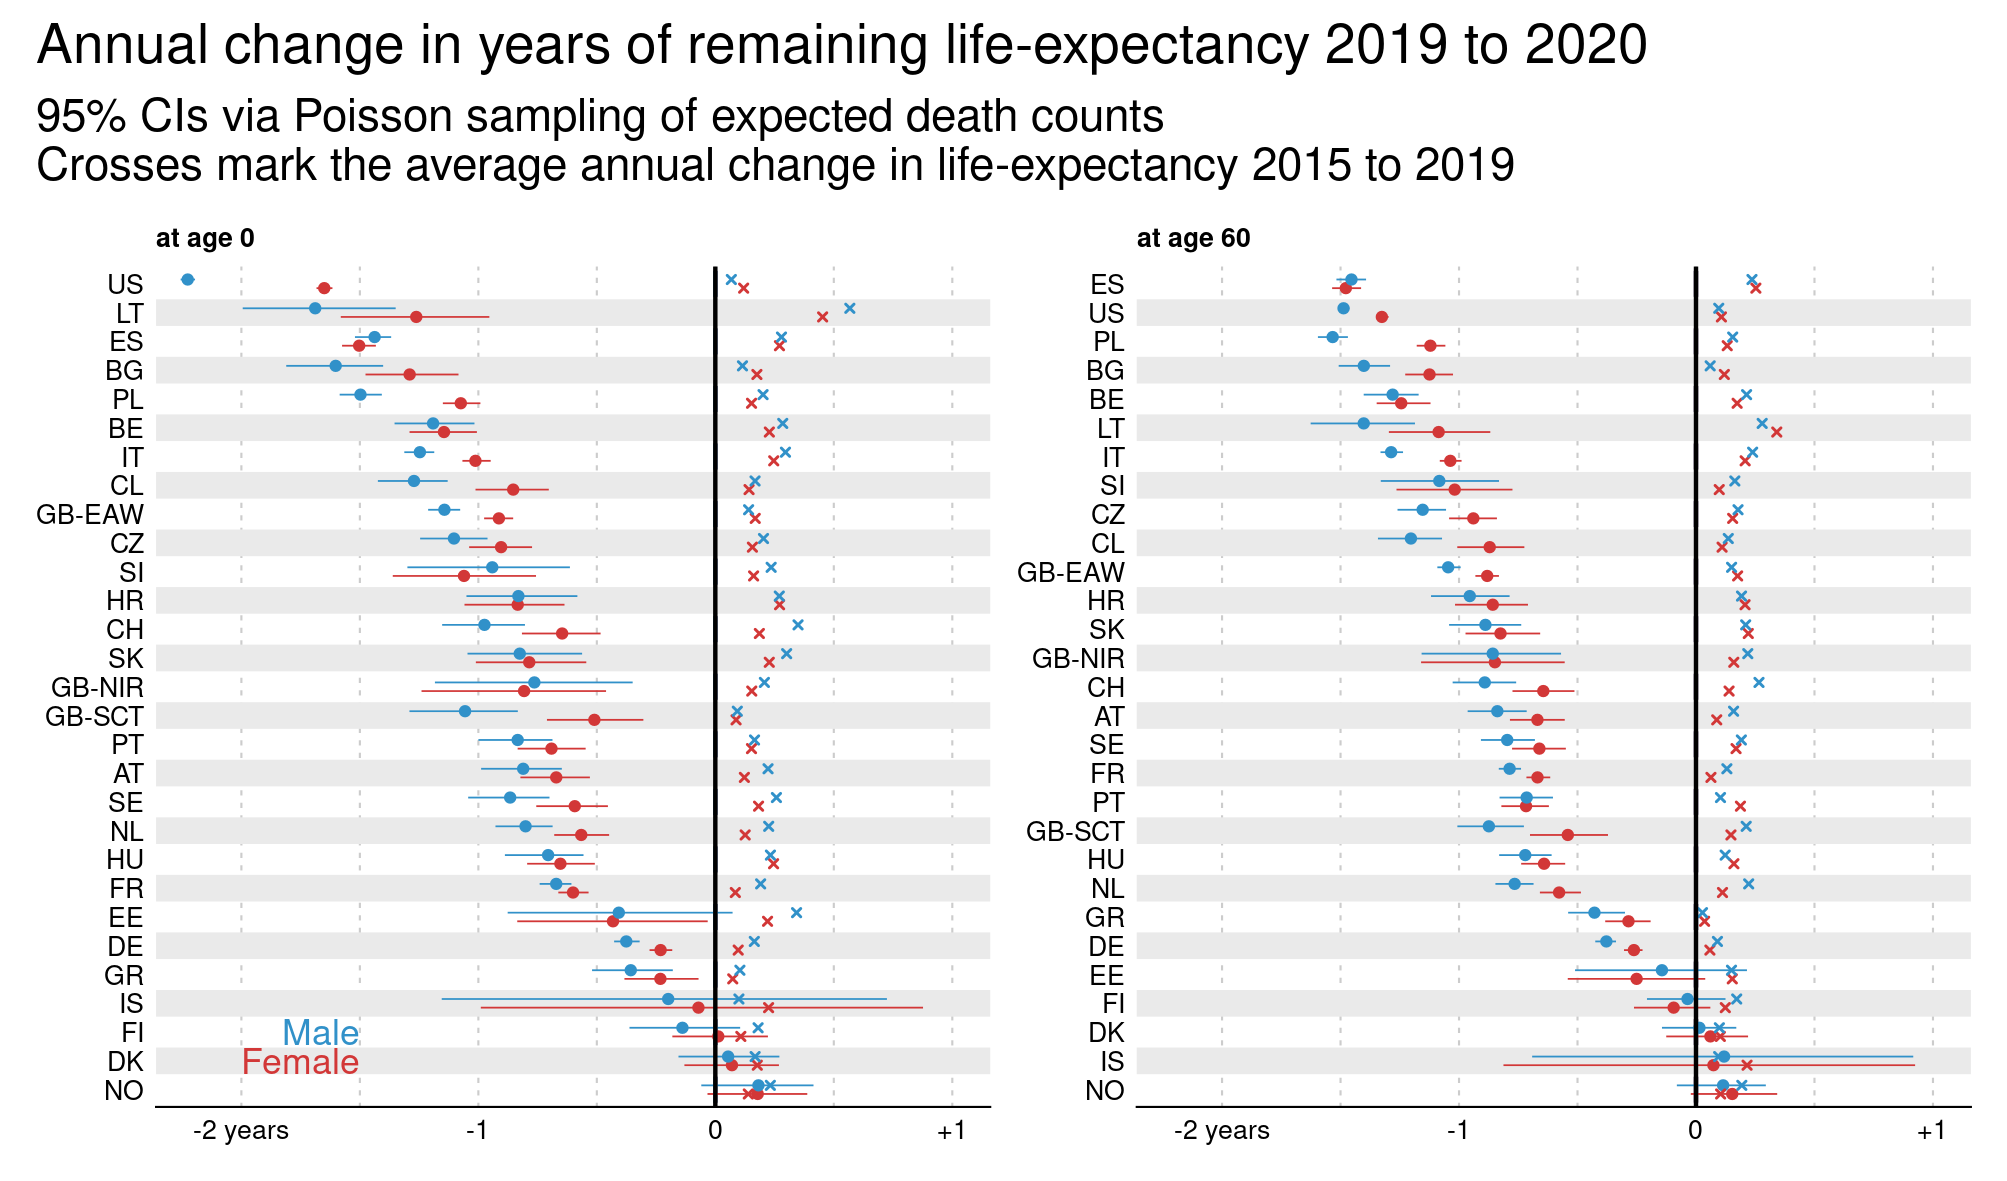 Annual change in years of remaining life-expectancy 2019 to 2020
95% CIs via Poisson sampling of expected death counts
Crosses mark the average annual change in life-expectancy 2015 to 2019
at age 0
US
LT
ES
BG
PL
BE
IT
CL
GB-EAW
CZ
SI
HR
CH
SK
GB-NIR
GB-SCT
PT
AT
SE
NL
HU
FR
EE
DE
GR
IS
FI
DK
NO
Male
Female
-2 years -1 0 +1
at age 60
ES
US
PL
BG
BE
LT
IT
SI
CZ
CL
GB-EAW
HR
SK
GB-NIR
CH
AT
SE
FR
PT
GB-SCT
HU
NL
GR
DE
EE
FI
DK
IS
NO
-2 years -1 0 +1